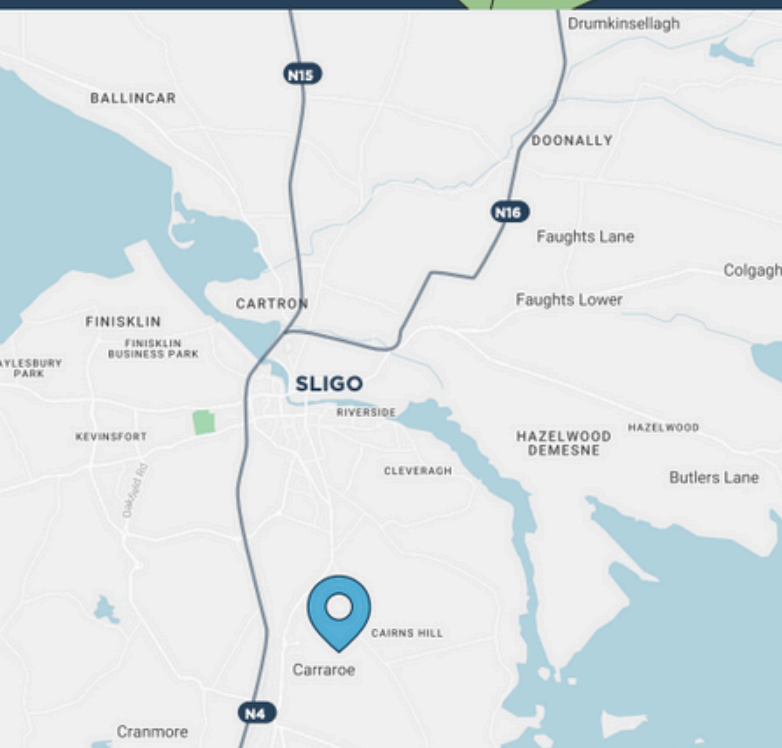 Drumkinsellagh
N15
BALLINCAR
DOONALLY
N16
Faughts Lane
Colgagh
Faughts Lower
CARTRON
FINISKLIN
FINISKLIN
BUSINESS PARK
AYLESBURY
PARK
SLIGO
RIVERSIDE
HAZELWOOD
HAZELWOOD
DEMESNE
KEVINSFORT
CLEVERAGH
Butlers Lane
Oakfield Rd
CAIRNS HILL
Carraroe
N4
Cranmore